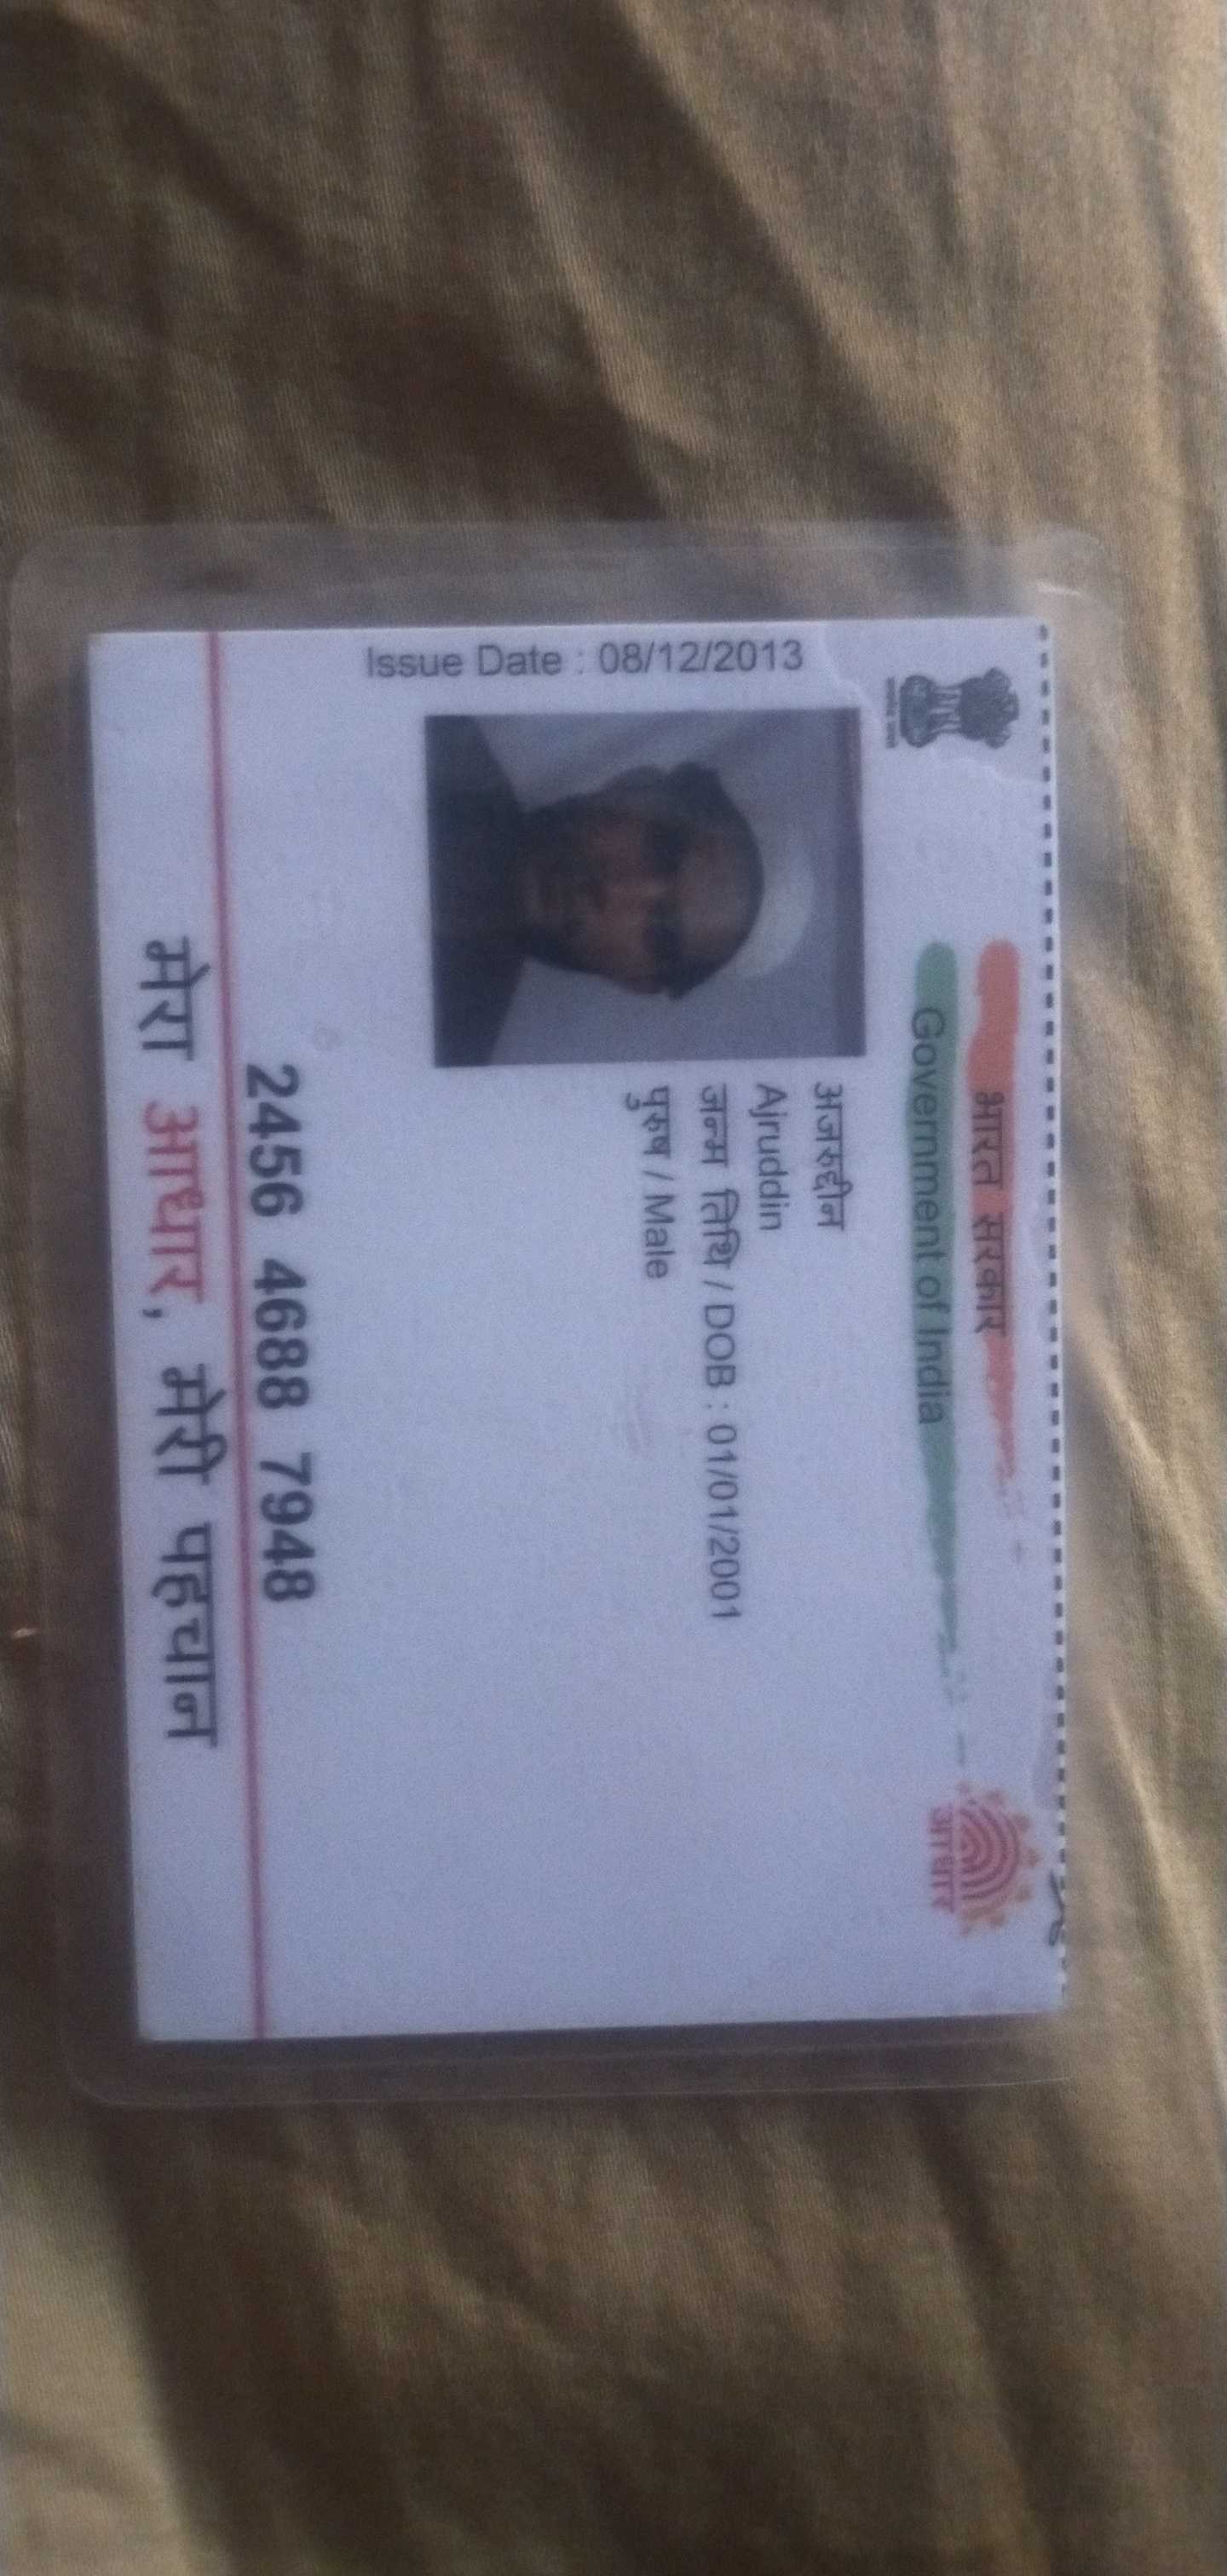 भारत सरकार
Government of India
आधार
Issue Date : 08/12/2013
अजरुद्दीन
Ajruddin
जन्म तिथि / DOB : 01/01/2001
पुरुष / Male
2456 4688 7948
मेरा आधार, मेरी पहचान